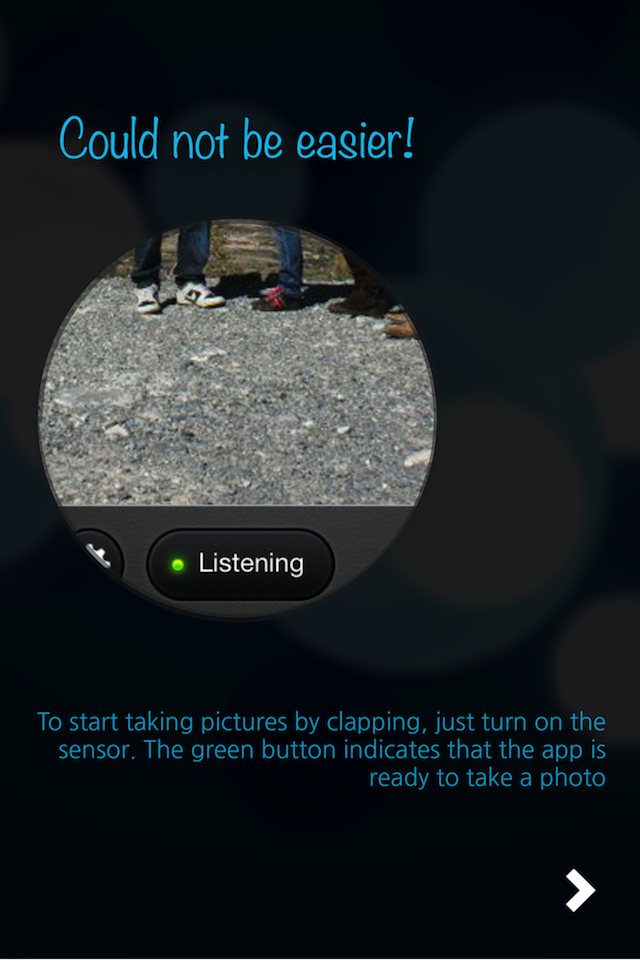 Could not be easier!
Listening
To start taking pictures by clapping, just turn on the
sensor. The green button indicates that the app is
ready to take a photo